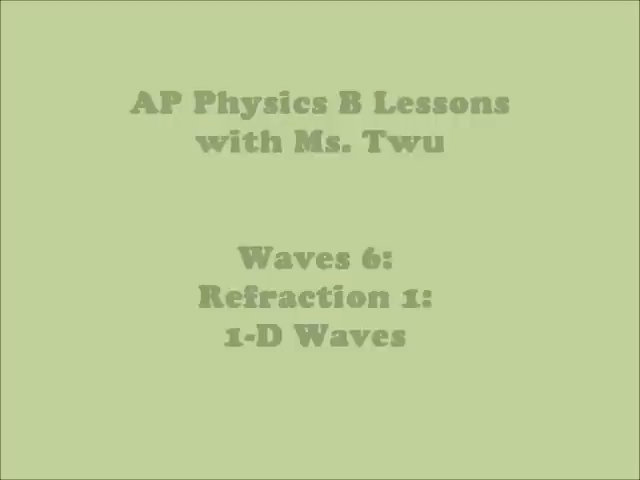 AP Physics B Lessons
with Ms. Twu
Waves 6:
Refraction 1:
1-D Waves